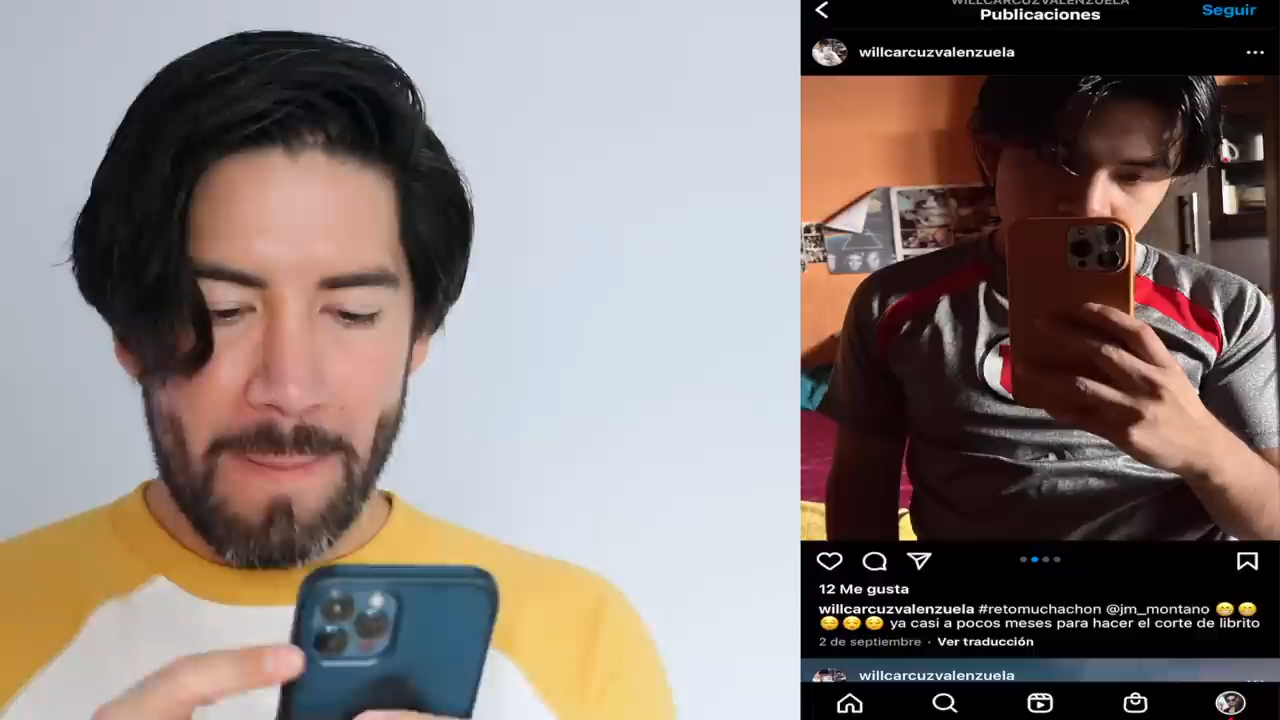 WILLCARCUZVALENZUELA
Publicaciones
Seguir
willcarcuzvalenzuela
12 Me gusta
willcarcuzvalenzuela #retomuchachon @jm_montano 😁😁
😌😔😌 ya casi a pocos meses para hacer el corte de librito
2 de septiembre · Ver traducción
willcarcuzvalenzuela